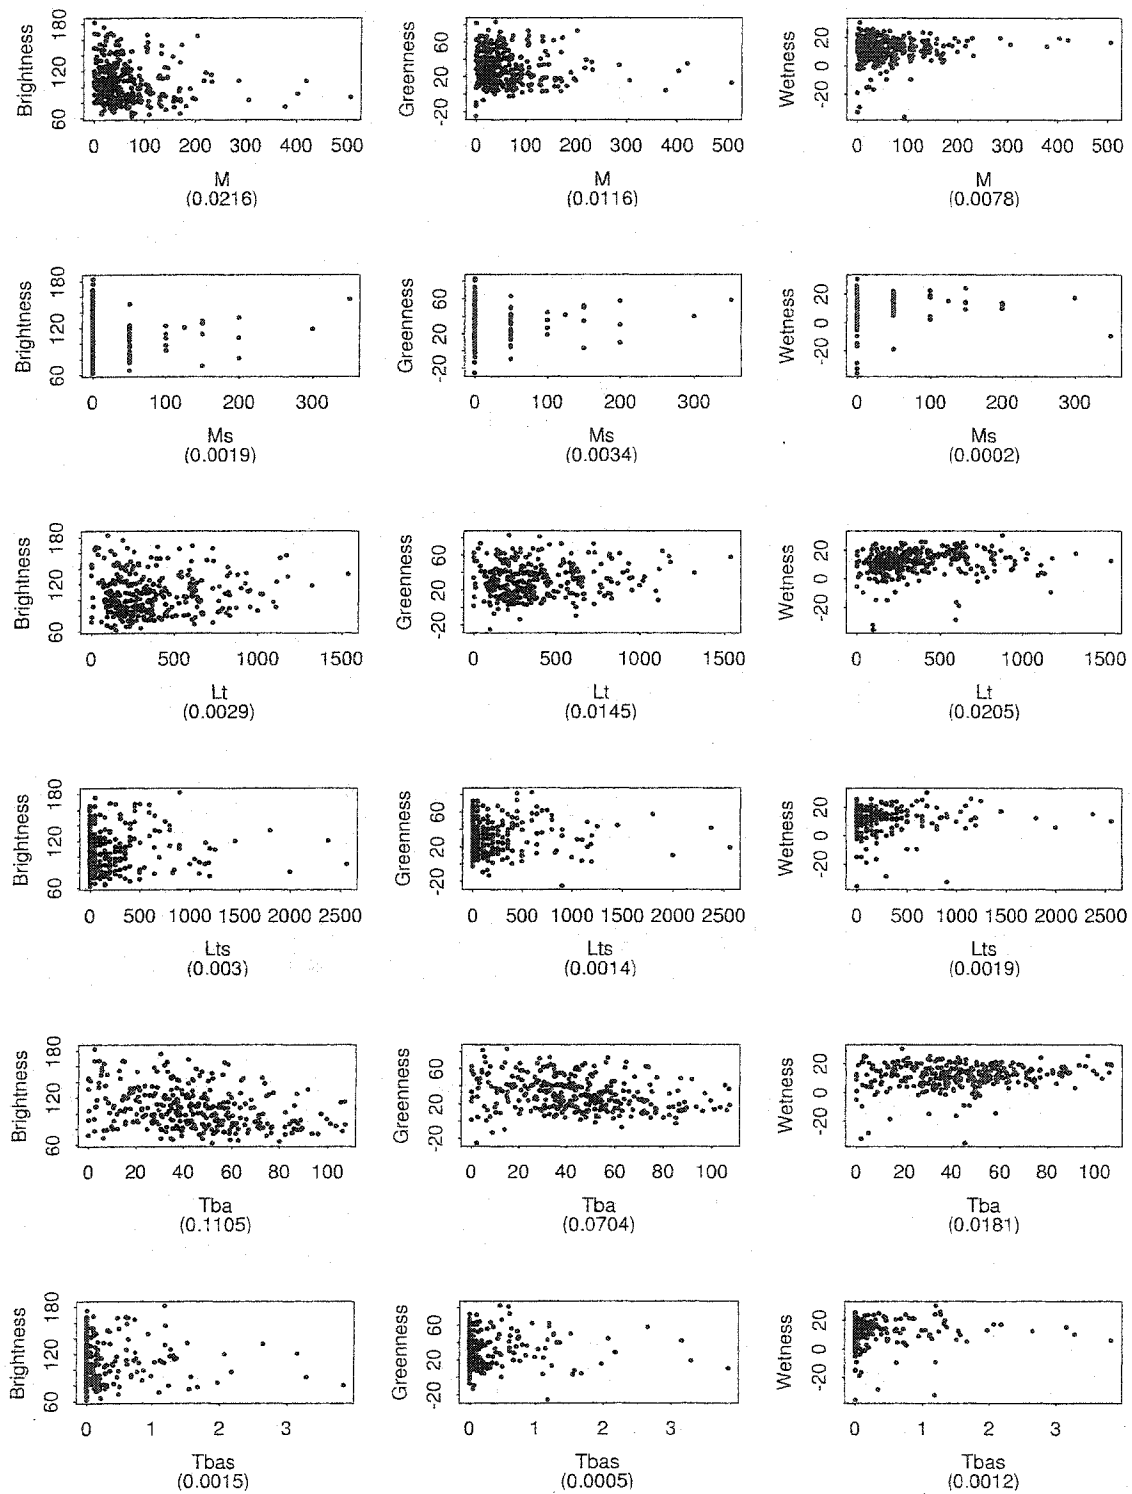 Brightness
60 120 180
0 100 200 300 400 500
M
(0.0216)
Greenness
-20 20 60
0 100 200 300 400 500
M
(0.0116)
Wetness
-20 0 20
0 100 200 300 400 500
M
(0.0078)
Brightness
60 120 180
0 100 200 300
Ms
(0.0019)
Greenness
-20 20 60
0 100 200 300
Ms
(0.0034)
Wetness
-20 0 20
0 100 200 300
Ms
(0.0002)
Brightness
60 120 180
0 500 1000 1500
Lt
(0.0029)
Greenness
-20 20 60
0 500 1000 1500
Lt
(0.0145)
Wetness
-20 0 20
0 500 1000 1500
Lt
(0.0205)
Brightness
60 120 180
0 500 1000 1500 2000 2500
Lts
(0.003)
Greenness
-20 20 60
0 500 1000 1500 2000 2500
Lts
(0.0014)
Wetness
-20 0 20
0 500 1000 1500 2000 2500
Lts
(0.0019)
Brightness
60 120 180
0 20 40 60 80 100
Tba
(0.1105)
Greenness
-20 20 60
0 20 40 60 80 100
Tba
(0.0704)
Wetness
-20 0 20
0 20 40 60 80 100
Tba
(0.0181)
Brightness
60 120 180
0 1 2 3
Tbas
(0.0015)
Greenness
-20 20 60
0 1 2 3
Tbas
(0.0005)
Wetness
-20 0 20
0 1 2 3
Tbas
(0.0012)